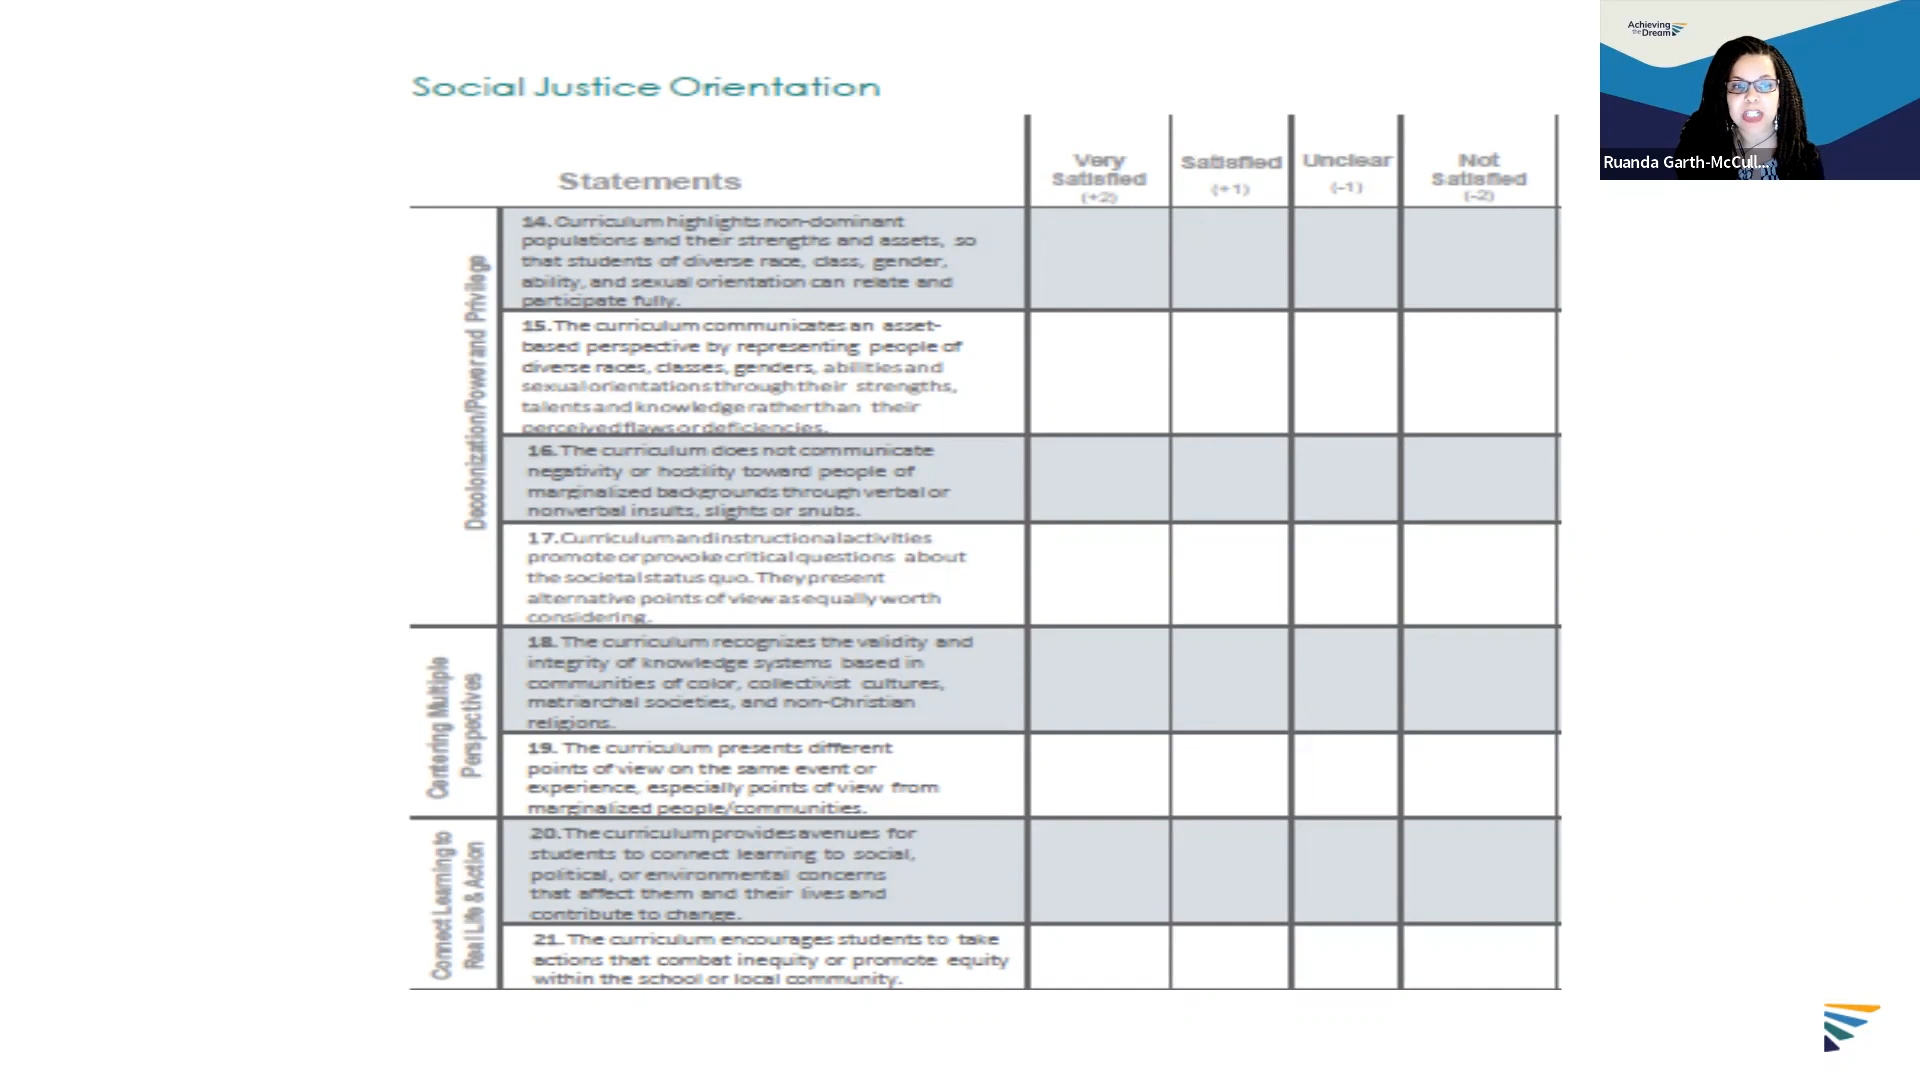 Achieving
the Dream
Ruanda Garth-McCull...
Social Justice Orientation
Statements
Very
Satisfied
(+2)
Satisfied
(+1)
Unclear
(-1)
Not
Satisfied
(-2)
Decolonization/Power and Privilege
14. Curriculum highlights non-dominant
populations and their strengths and assets, so
that students of diverse race, class, gender,
ability, and sexual orientation can relate and
participate fully.
15. The curriculum communicates an asset-
based perspective by representing people of
diverse races, classes, genders, abilities and
sexual orientations through their strengths,
talents and knowledge rather than their
perceived flaws or deficiencies.
16. The curriculum does not communicate
negativity or hostility toward people of
marginalized backgrounds through verbal or
nonverbal insults, slights or snubs.
17. Curriculum and instructional activities
promote or provoke critical questions about
the societal status quo. They present
alternative points of view as equally worth
considering.
Centering Multiple
Perspectives
18. The curriculum recognizes the validity and
integrity of knowledge systems based in
communities of color, collectivist cultures,
matriarchal societies, and non-Christian
religions.
19. The curriculum presents different
points of view on the same event or
experience, especially points of view from
marginalized people/communities.
Connect Learning to
Real Life & Action
20. The curriculum provides avenues for
students to connect learning to social,
political, or environmental concerns
that affect them and their lives and
contribute to change.
21. The curriculum encourages students to take
actions that combat inequity or promote equity
within the school or local community.